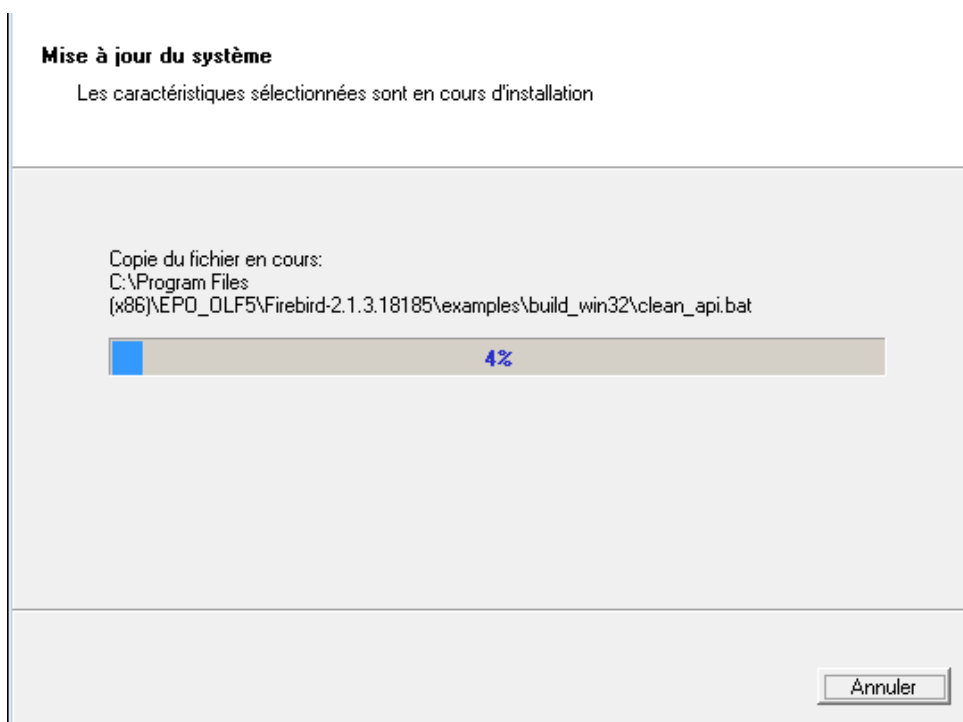 Mise à jour du système
Les caractéristiques sélectionnées sont en cours d'installation
Copie du fichier en cours:
C:\Program Files
(x86)\EPO_OLF5\Firebird-2.1.3.18185\examples\build_win32\clean_api.bat
4%
Annuler